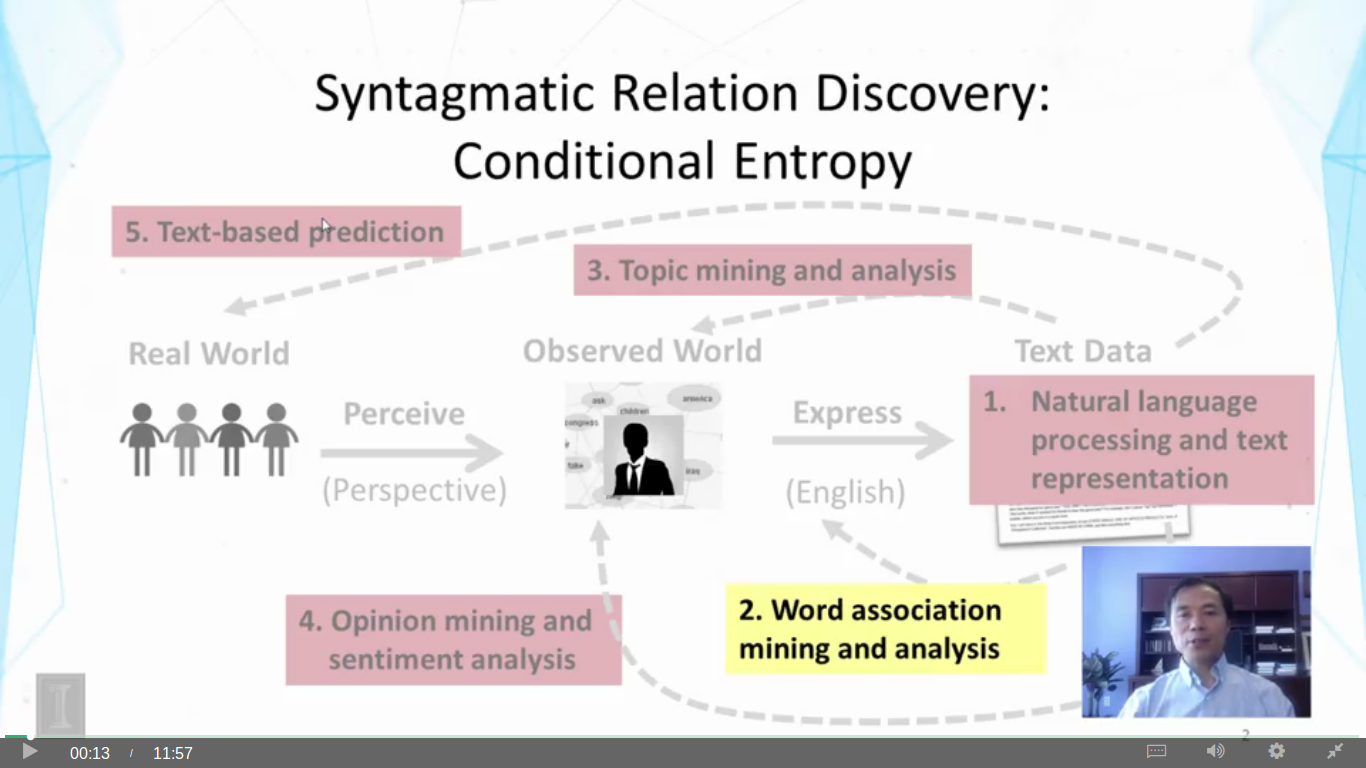 Syntagmatic Relation Discovery:
Conditional Entropy
5. Text-based prediction
3. Topic mining and analysis
Real World
Observed World
Text Data
Perceive
(Perspective)
ask
america
children
congress
take
iraq
Express
(English)
1. Natural language
processing and text
representation
4. Opinion mining and
sentiment analysis
2. Word association
mining and analysis
I
2
00:13 / 11:57